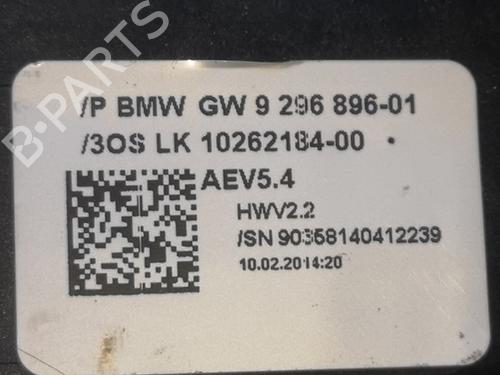 B-PARTS
/P BMW GW 9 296 896-01
/3OS LK 10262184-00
AEV5.4
HWV2.2
/SN 90358140412239
10.02.2014:20